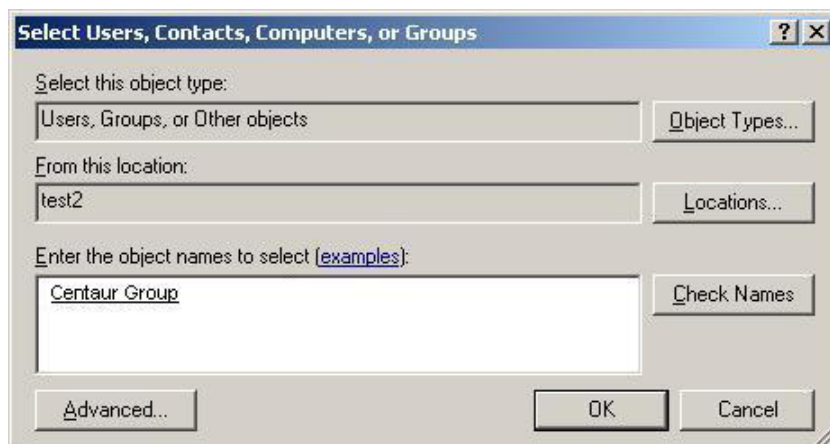 Select Users, Contacts, Computers, or Groups
Select this object type:
Users, Groups, or Other objects
Object Types...
From this location:
test2
Locations...
Enter the object names to select (examples):
Centaur Group
Check Names
Advanced...
OK
Cancel